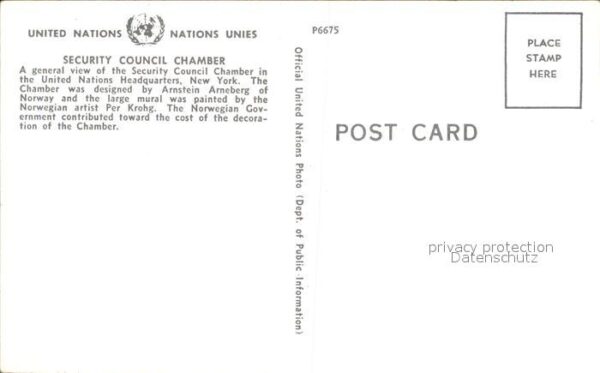 UNITED NATIONS NATIONS UNIES
SECURITY COUNCIL CHAMBER
A general view of the Security Council Chamber in
the United Nations Headquarters, New York. The
Chamber was designed by Arnstein Arneberg of
Norway and the large mural was painted by the
Norwegian artist Per Krohg. The Norwegian Gov-
ernment contributed toward the cost of the decora-
tion of the Chamber.
Official United Nations Photo (Dept. of Public Information)
P6675
PLACE
STAMP
HERE
POST CARD
privacy protection
Datenschutz